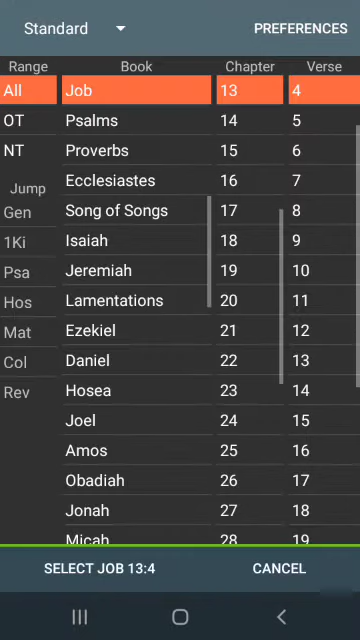 Standard PREFERENCES
Range Book Chapter Verse
All Job 13 4
OT Psalms 14 5
NT Proverbs 15 6
Ecclesiastes 16 7
Jump
Gen Song of Songs 17 8
1Ki Isaiah 18 9
Psa Jeremiah 19 10
Hos Lamentations 20 11
Mat Ezekiel 21 12
Col Daniel 22 13
Rev Hosea 23 14
Joel 24 15
Amos 25 16
Obadiah 26 17
Jonah 27 18
Micah 28 19
SELECT JOB 13:4 CANCEL